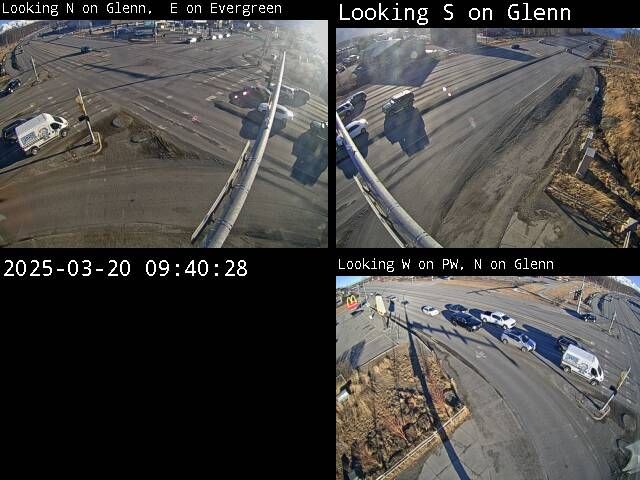 Looking N on Glenn, E on Evergreen
Looking S on Glenn
2025-03-20 09:40:28
Looking W on PW, N on Glenn